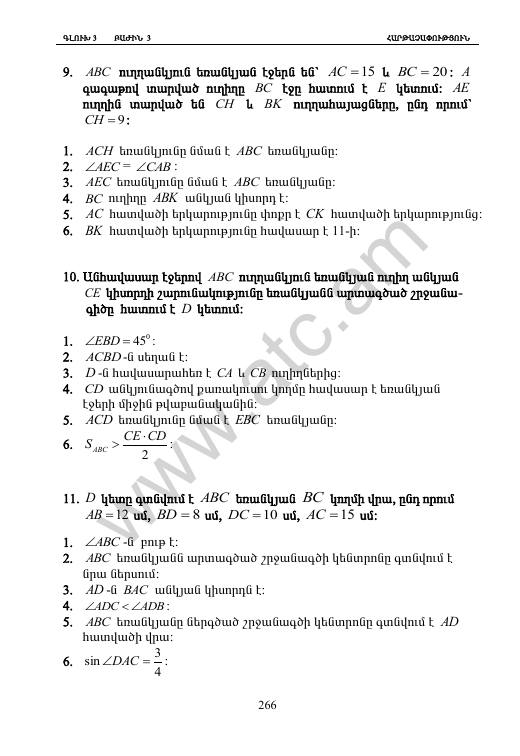 ԳԼՈՒԽ 3 ԲԱԺԻՆ 3 ՀԱՐԹԱՉԱՓՈՒԹՅՈՒՆ
9. ABC ուղղանկյուն եռանկյան էջերն են՝ AC = 15 և BC = 20: A
գագաթով տարված ուղիղը BC էջը հատում է E կետում: AE
ուղղին տարված են CH և BK ուղղահայացները, ընդ որում՝
CH = 9:
1. ACH եռանկյունը նման է ABC եռանկյանը:
2. ∠AEC = ∠CAB:
3. AEC եռանկյունը նման է ABC եռանկյանը:
4. BC ուղիղը ABK անկյան կիսորդ է:
5. AC հատվածի երկարությունը փոքր է CK հատվածի երկարությունց:
6. BK հատվածի երկարությունը հավասար է 11-ի:
10. Անհավասար էջերով ABC ուղղանկյուն եռանկյան ուղիղ անկյան
CE կիսորդի շարունակությունը եռանկյանն արտագծած շրջանա-
գիծը հատում է D կետում:
1. ∠EBD = 45⁰:
2. ACBD-ն սեղան է:
3. D-ն հավասարահեռ է CA և CB ուղիղներից:
4. CD անկյունագծով քառակուսու կողմը հավասար է եռանկյան
էջերի միջին թվաբանականին:
5. ACD եռանկյունը նման է EBC եռանկյանը:
6. S_ABC > (CE·CD)/2:
11. D կետը գտնվում է ABC եռանկյան BC կողմի վրա, ընդ որում
AB = 12 սմ, BD = 8 սմ, DC = 10 սմ, AC = 15 սմ:
1. ∠ABC-ն բութ է:
2. ABC եռանկյանն արտագծած շրջանագծի կենտրոնը գտնվում է
նրա ներսում:
3. AD-ն BAC անկյան կիսորդն է:
4. ∠ADC < ∠ADB:
5. ABC եռանկյանը ներգծած շրջանագծի կենտրոնը գտնվում է AD
հատվածի վրա:
6. sin∠DAC = 3/4:
266
www.atc.am